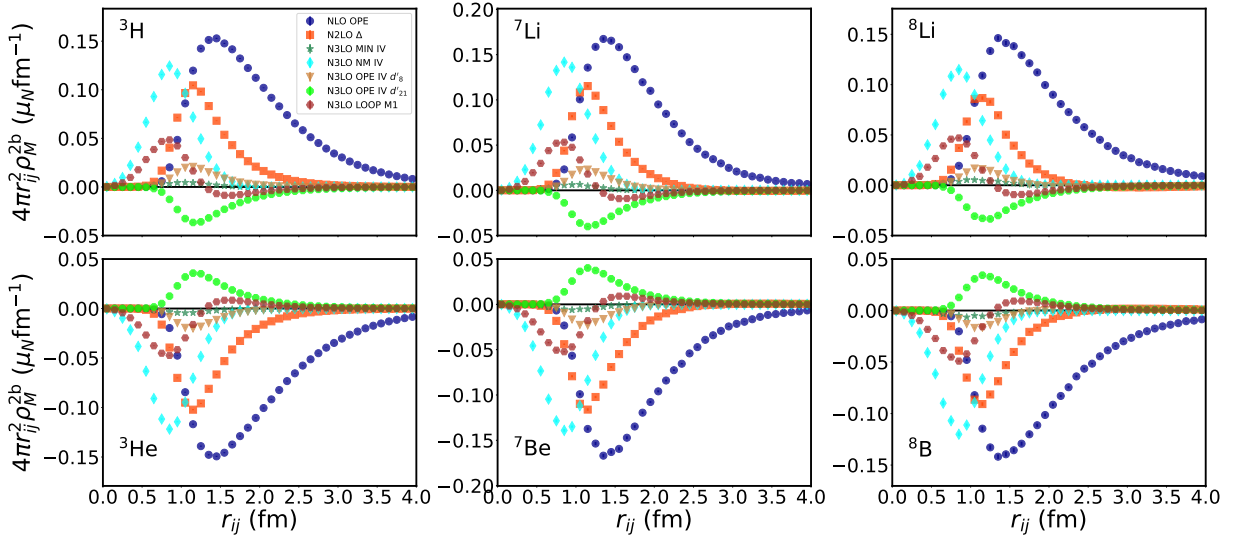 ³H
NLO OPE
N2LO Δ
N3LO MIN IV
N3LO NM IV
N3LO OPE IV d′₈
N3LO OPE IV d′₂₁
N3LO LOOP M1
4πr²ᵢⱼρ²ᵇ_M (μ_N fm⁻¹)
0.15
0.10
0.05
0.00
−0.05
⁷Li
0.20
0.15
0.10
0.05
0.00
−0.05
⁸Li
0.15
0.10
0.05
0.00
−0.05
³He
4πr²ᵢⱼρ²ᵇ_M (μ_N fm⁻¹)
0.05
0.00
−0.05
−0.10
−0.15
0.0 0.5 1.0 1.5 2.0 2.5 3.0 3.5 4.0
rᵢⱼ (fm)
⁷Be
0.05
0.00
−0.05
−0.10
−0.15
−0.20
0.0 0.5 1.0 1.5 2.0 2.5 3.0 3.5 4.0
rᵢⱼ (fm)
⁸B
0.05
0.00
−0.05
−0.10
−0.15
0.0 0.5 1.0 1.5 2.0 2.5 3.0 3.5 4.0
rᵢⱼ (fm)